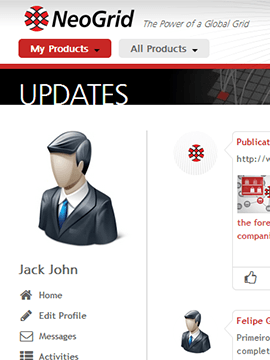 NeoGrid The Power of a Global Grid
My Products All Products
UPDATES
Publicat
http://w
the fore
compani
Jack John
Home
Edit Profile
Messages
Activities
Felipe G
Primeiro
complet